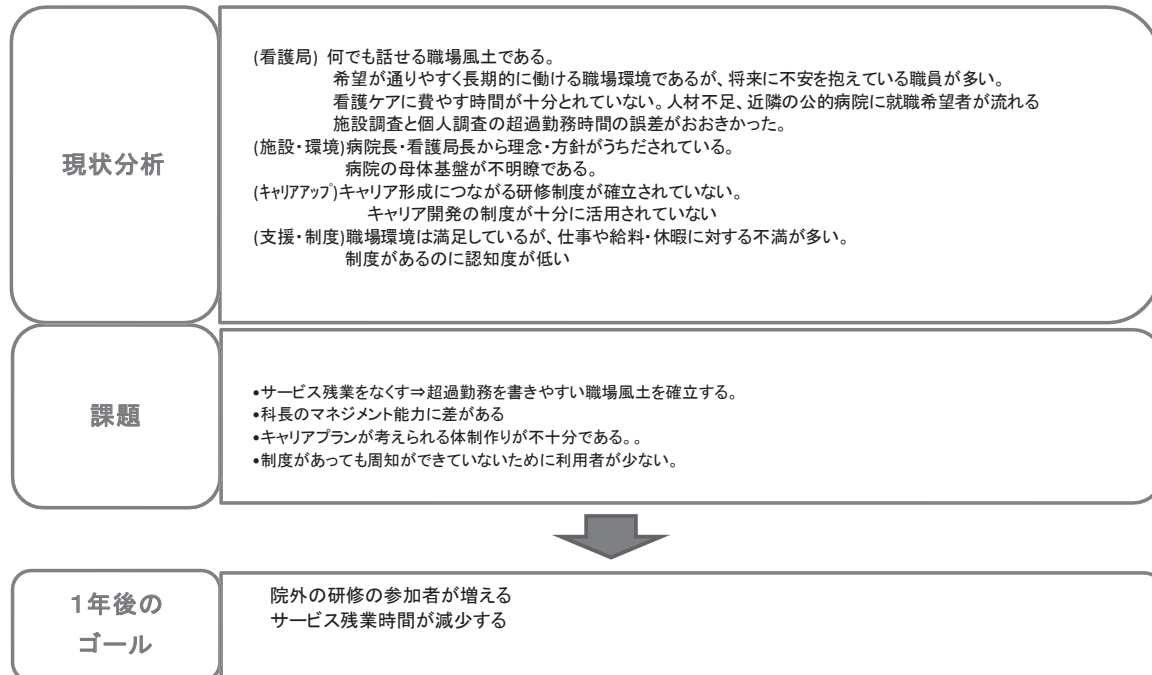 現状分析
(看護局) 何でも話せる職場風土である。
希望が通りやすく長期的に働ける職場環境であるが、将来に不安を抱えている職員が多い。
看護ケアに費やす時間が十分とれていない。人材不足、近隣の公的病院に就職希望者が流れる
施設調査と個人調査の超過勤務時間の誤差がおおきかった。
(施設・環境)病院長・看護局長から理念・方針がうちだされている。
病院の母体基盤が不明瞭である。
(キャリアアップ)キャリア形成につながる研修制度が確立されていない。
キャリア開発の制度が十分に活用されていない
(支援・制度)職場環境は満足しているが、仕事や給料・休暇に対する不満が多い。
制度があるのに認知度が低い
課題
•サービス残業をなくす⇒超過勤務を書きやすい職場風土を確立する。
•科長のマネジメント能力に差がある
•キャリアプランが考えられる体制作りが不十分である。。
•制度があっても周知ができていないために利用者が少ない。
1年後の
ゴール
院外の研修の参加者が増える
サービス残業時間が減少する